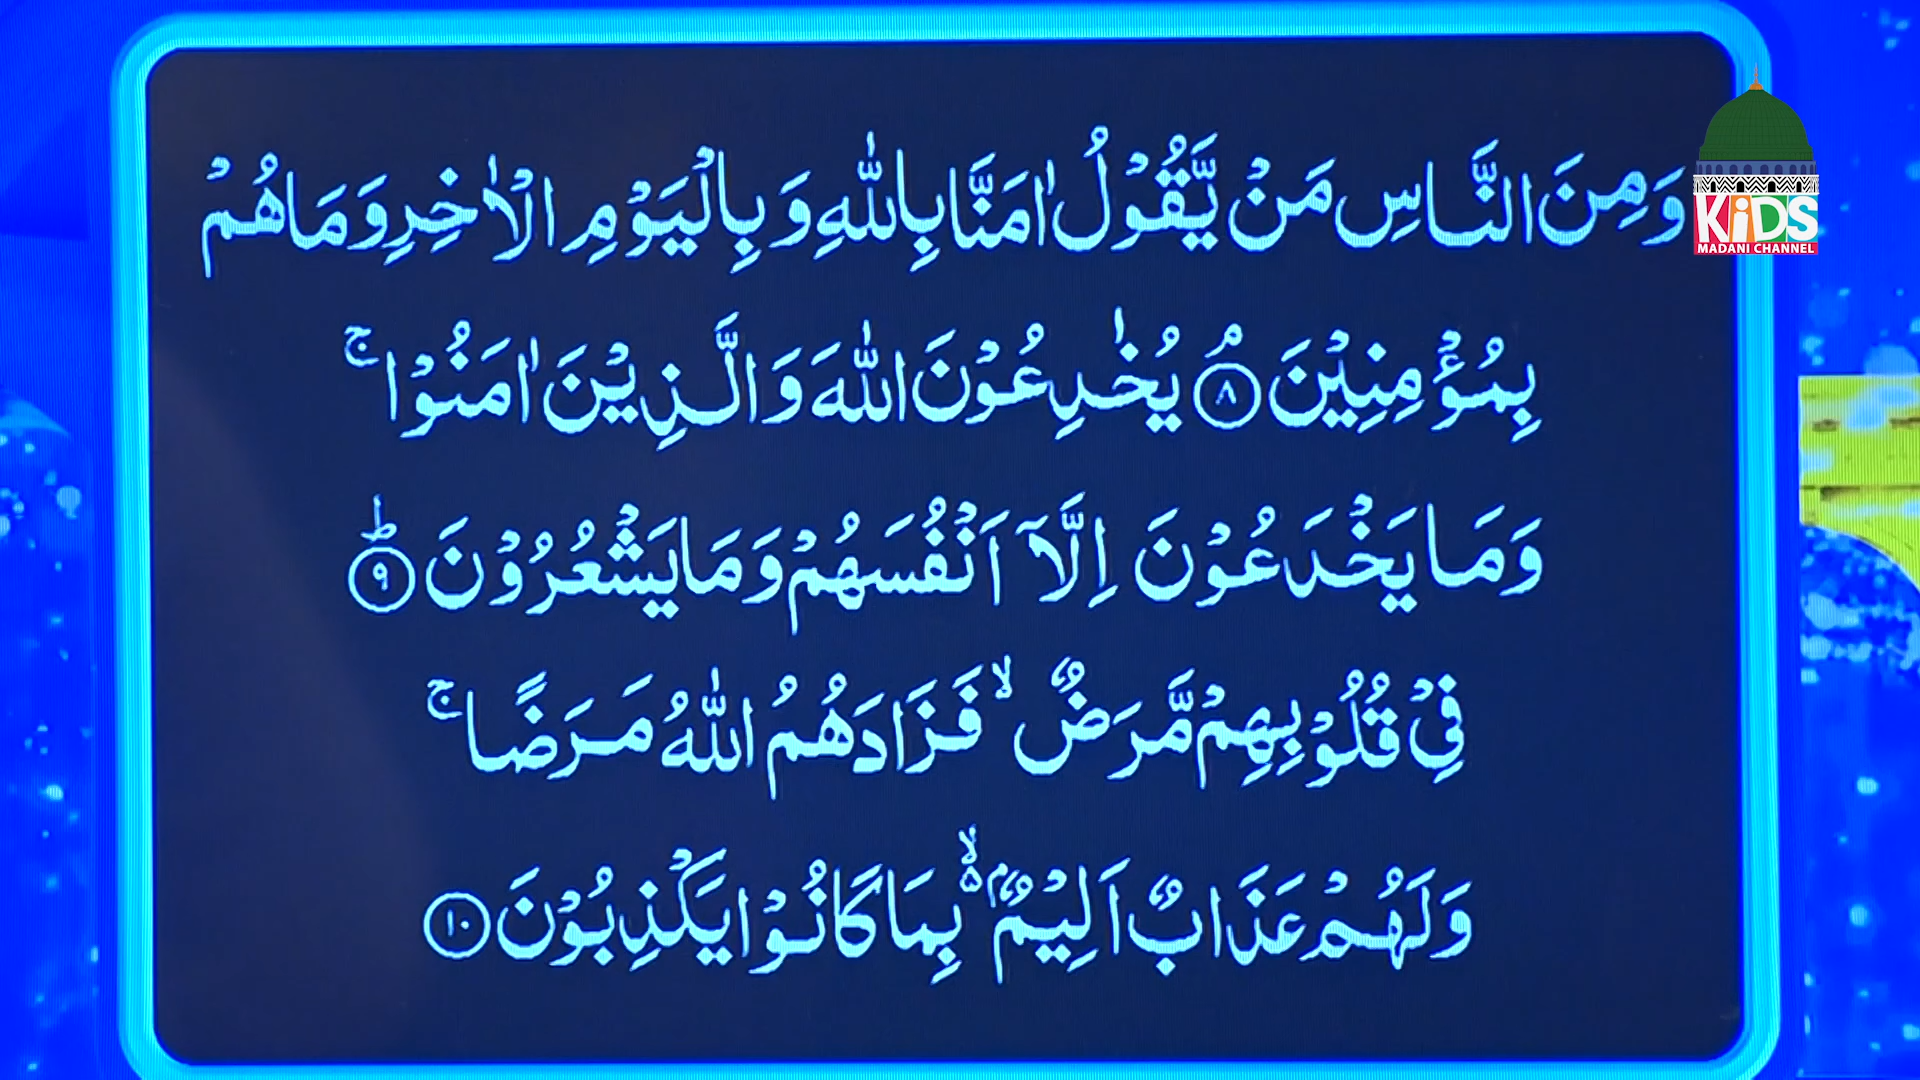 وَمِنَ النَّاسِ مَنْ يَّقُوْلُ اٰمَنَّا بِاللّٰهِ وَ بِالْيَوْمِ الْاٰخِرِ وَمَا هُمْ
بِمُؤْمِنِيْنَ ۘ ﴿۸﴾ يُخٰدِعُوْنَ اللّٰهَ وَالَّذِيْنَ اٰمَنُوْا ۚ
وَمَا يَخْدَعُوْنَ اِلَّآ اَنْفُسَهُمْ وَمَا يَشْعُرُوْنَ ؕ ﴿۹﴾
فِيْ قُلُوْبِهِمْ مَّرَضٌ ۙ فَزَادَهُمُ اللّٰهُ مَرَضًا ۚ
وَلَهُمْ عَذَابٌ اَلِيْمٌۢ ۙ۬ بِمَا كَانُوْا يَكْذِبُوْنَ ﴿۱۰﴾
KiDS
MADANI CHANNEL